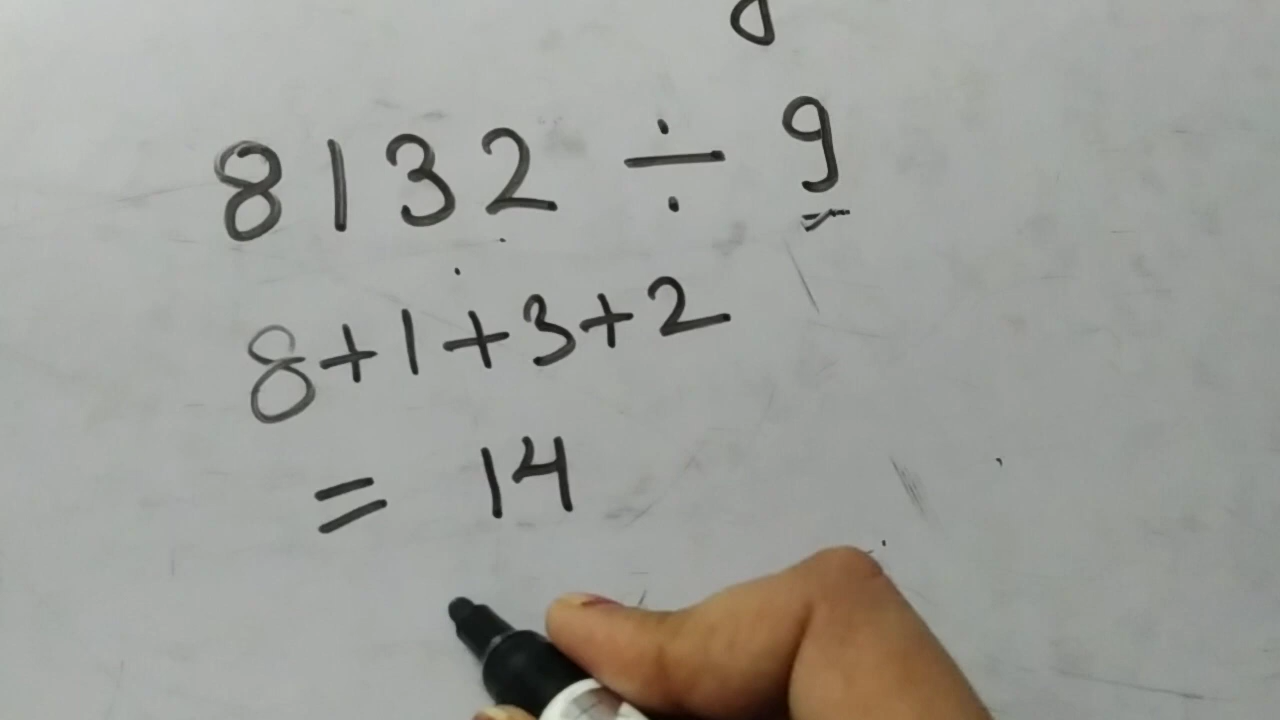 8132 ÷ 9
8+1+3+2
= 14